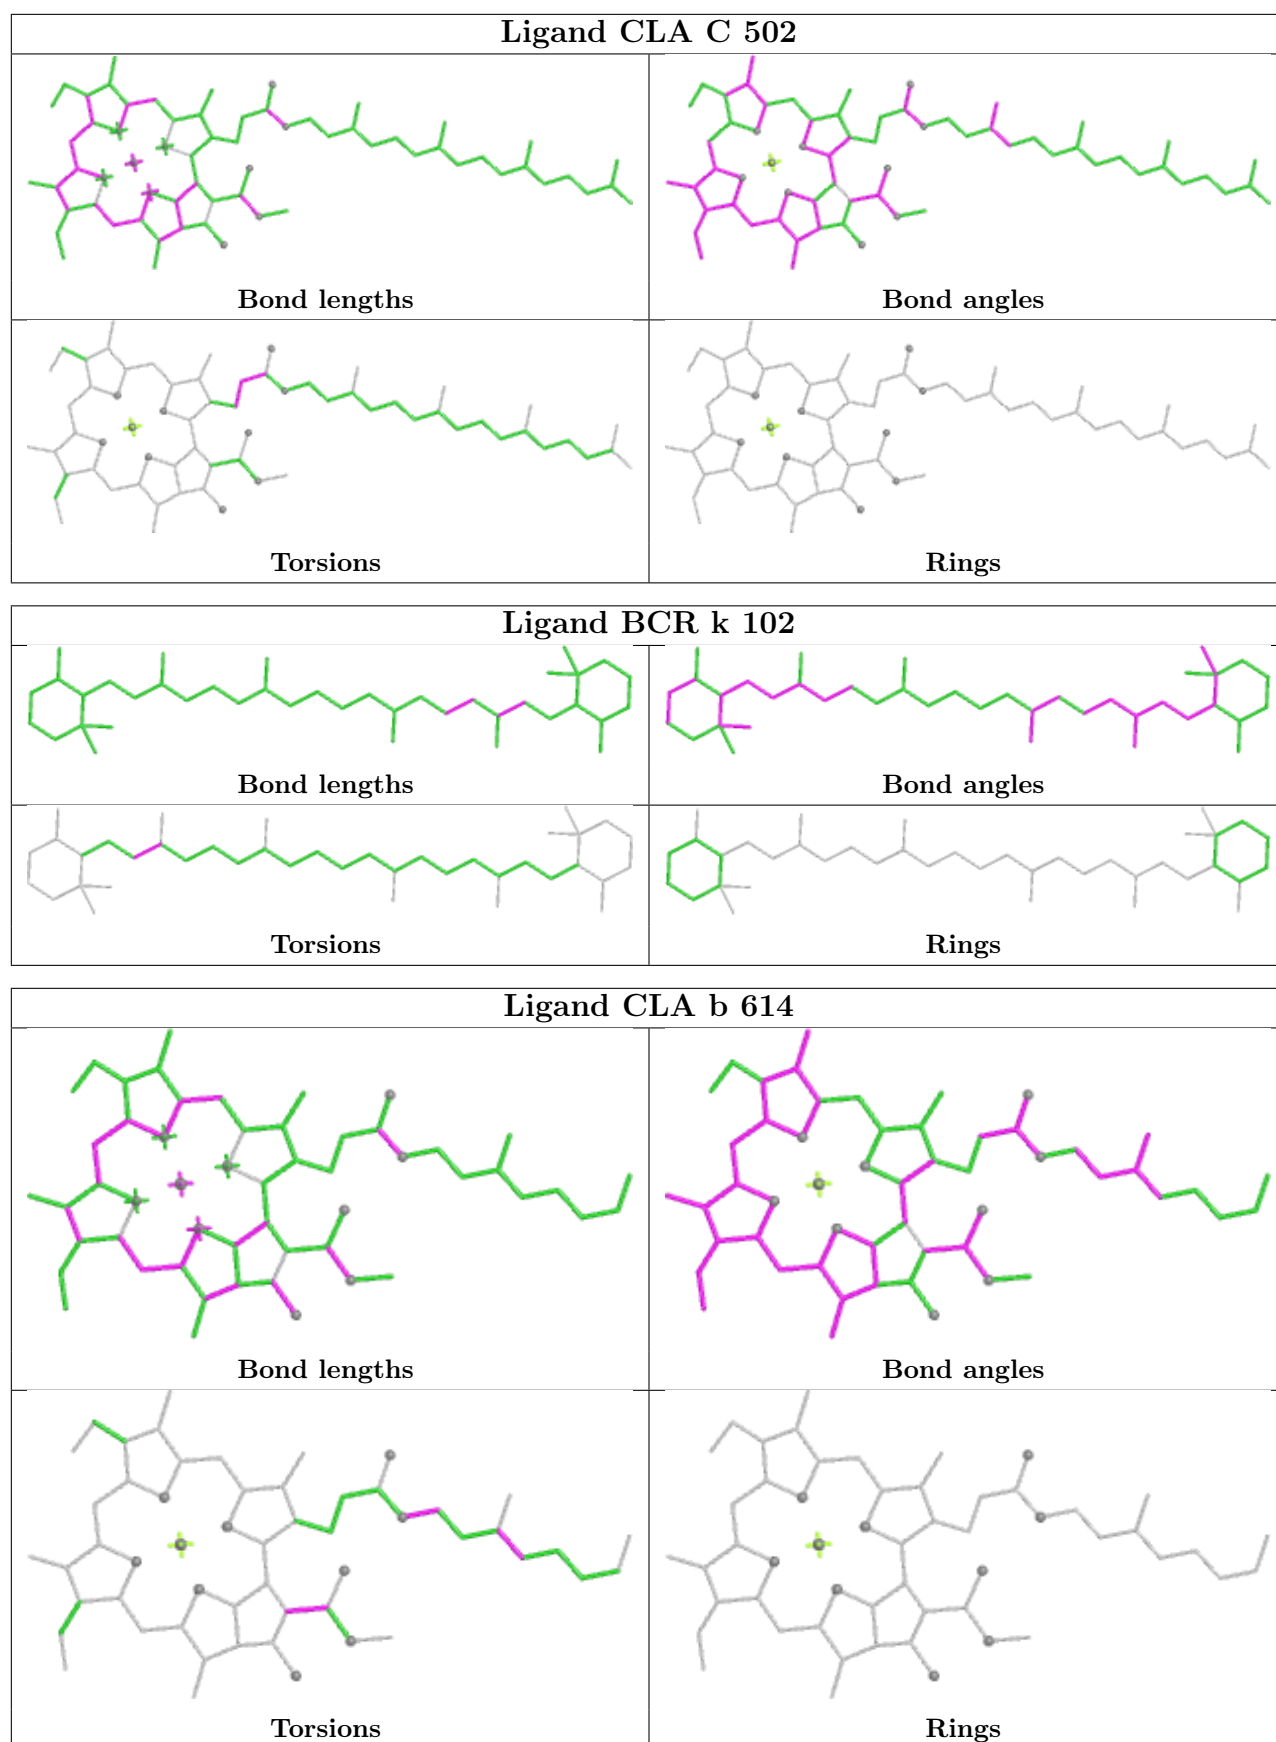 Ligand CLA C 502
Bond lengths
Bond angles
Torsions
Rings
Ligand BCR k 102
Bond lengths
Bond angles
Torsions
Rings
Ligand CLA b 614
Bond lengths
Bond angles
Torsions
Rings